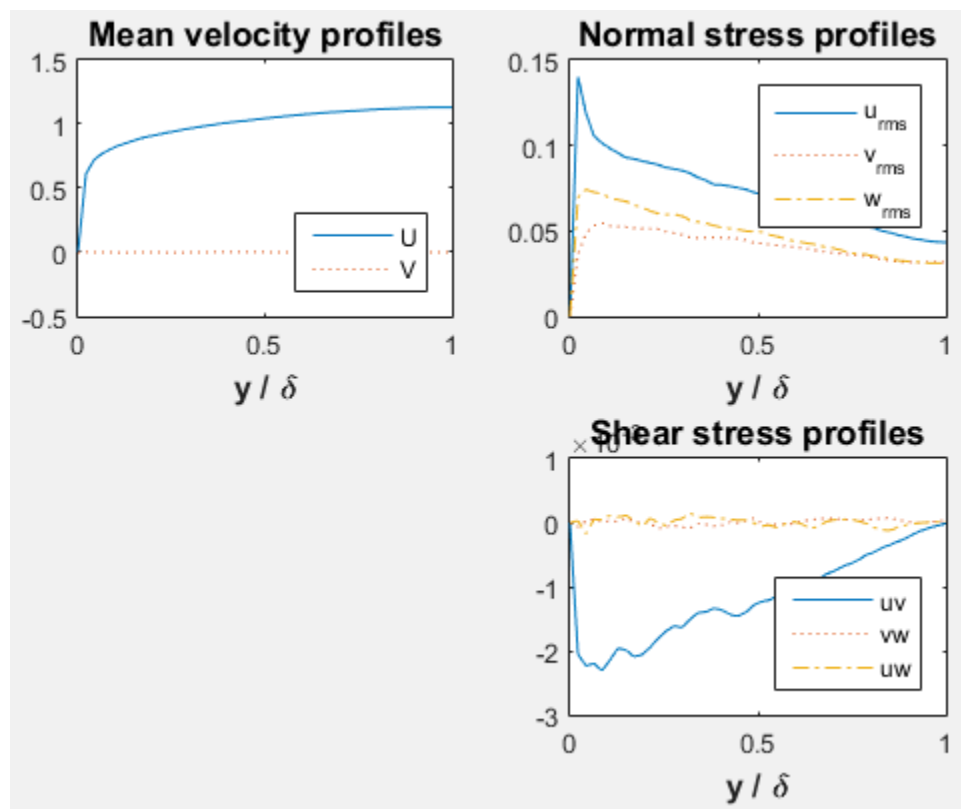 Mean velocity profiles
1.5
1
0.5
0
-0.5
0
0.5
1
U
V
y / δ
Normal stress profiles
0.15
0.1
0.05
0
0
0.5
1
u_rms
v_rms
w_rms
y / δ
Shear stress profiles
× 10
1
0
-1
-2
-3
0
0.5
1
uv
vw
uw
y / δ